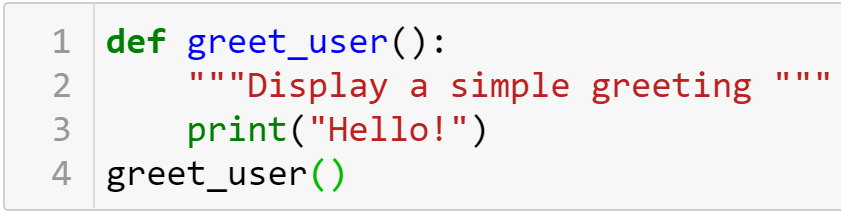 1 def greet_user():
2     """Display a simple greeting """
3     print("Hello!")
4 greet_user()